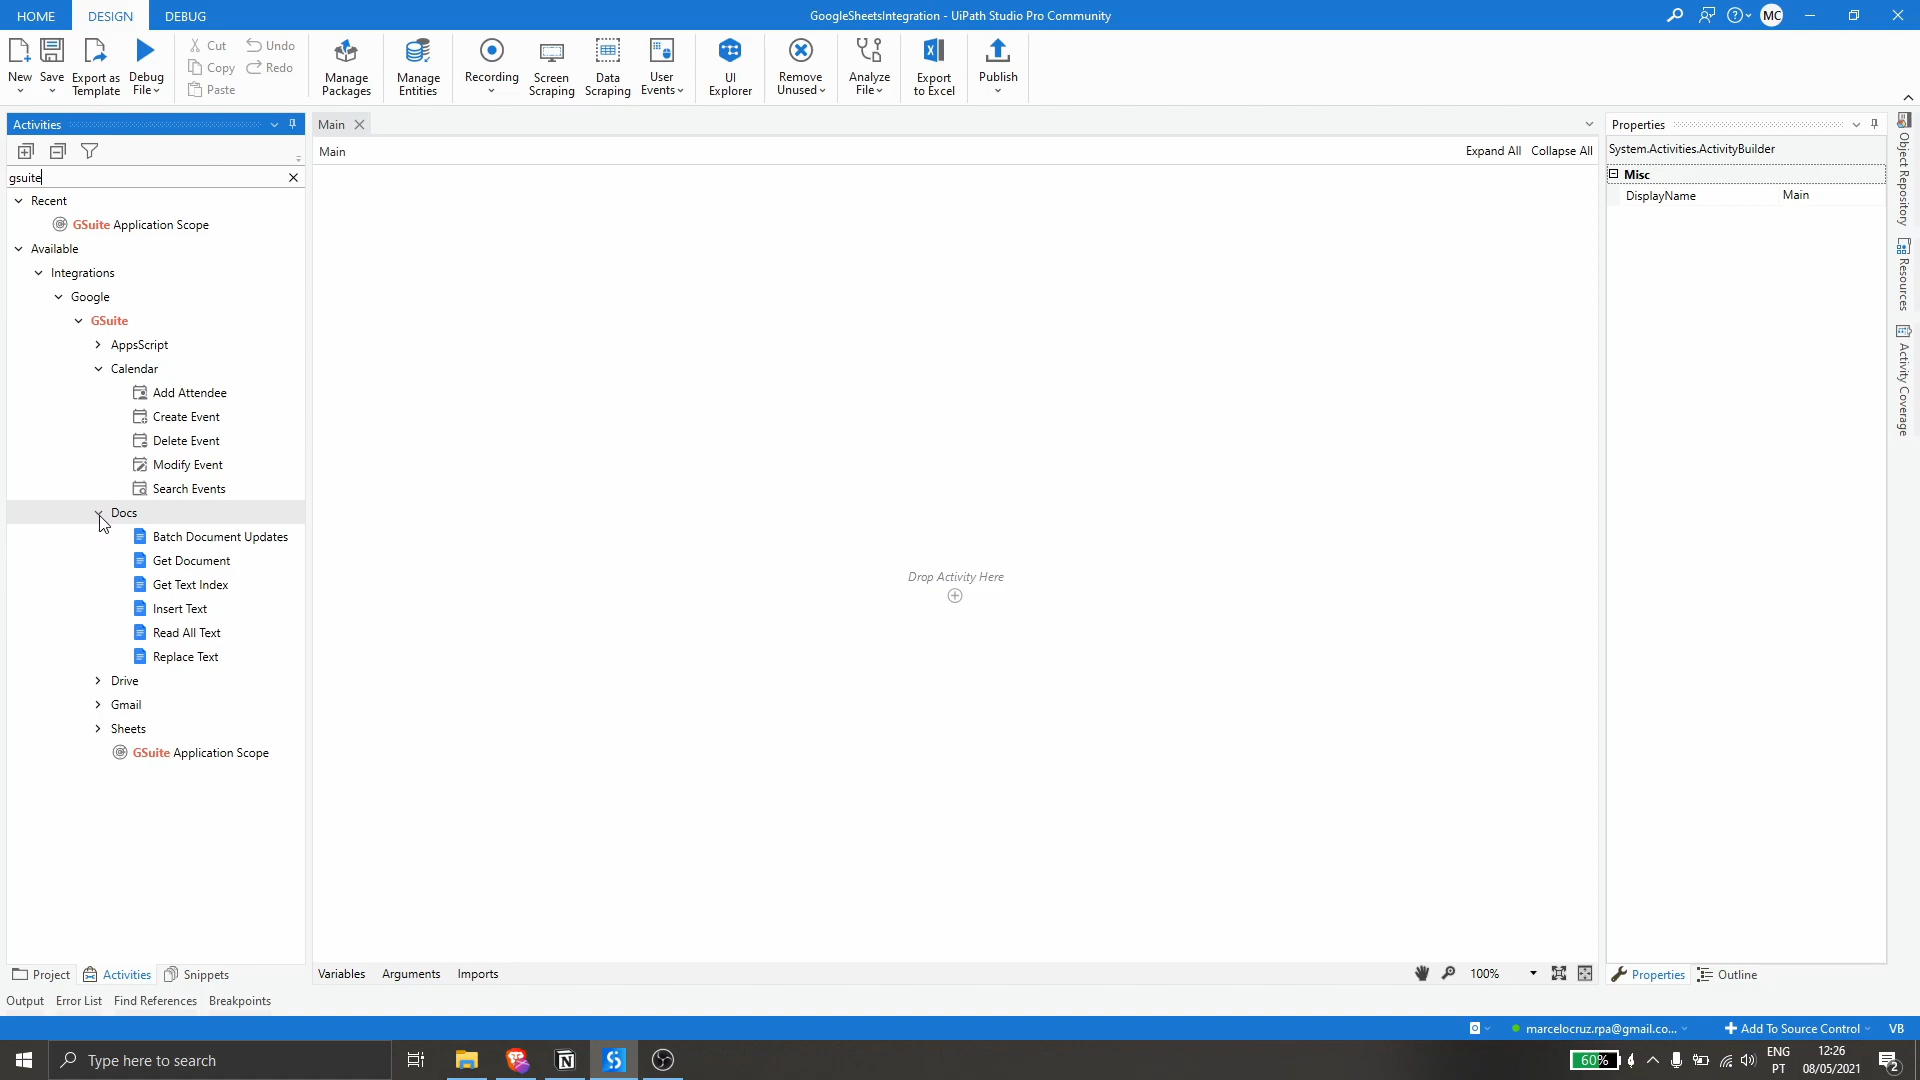 HOME DESIGN DEBUG
GoogleSheetsIntegration - UiPath Studio Pro Community
MC
New
Save
Export as Template
Debug File
Cut
Copy
Paste
Undo
Redo
Manage Packages
Manage Entities
Recording
Screen Scraping
Data Scraping
User Events
UI Explorer
Remove Unused
Analyze File
Export to Excel
Publish
Activities
gsuite
Recent
GSuite Application Scope
Available
Integrations
Google
GSuite
AppsScript
Calendar
Add Attendee
Create Event
Delete Event
Modify Event
Search Events
Docs
Batch Document Updates
Get Document
Get Text Index
Insert Text
Read All Text
Replace Text
Drive
Gmail
Sheets
GSuite Application Scope
Project Activities Snippets
Main
Main
Expand All Collapse All
Drop Activity Here
Variables Arguments Imports
100%
Properties
System.Activities.ActivityBuilder
Misc
DisplayName Main
Properties Outline
Object Repository
Resources
Activity Coverage
Output Error List Find References Breakpoints
marcelocruz.rpa@gmail.co...
Add To Source Control
VB
Type here to search
60%
ENG
PT
12:26
08/05/2021
2